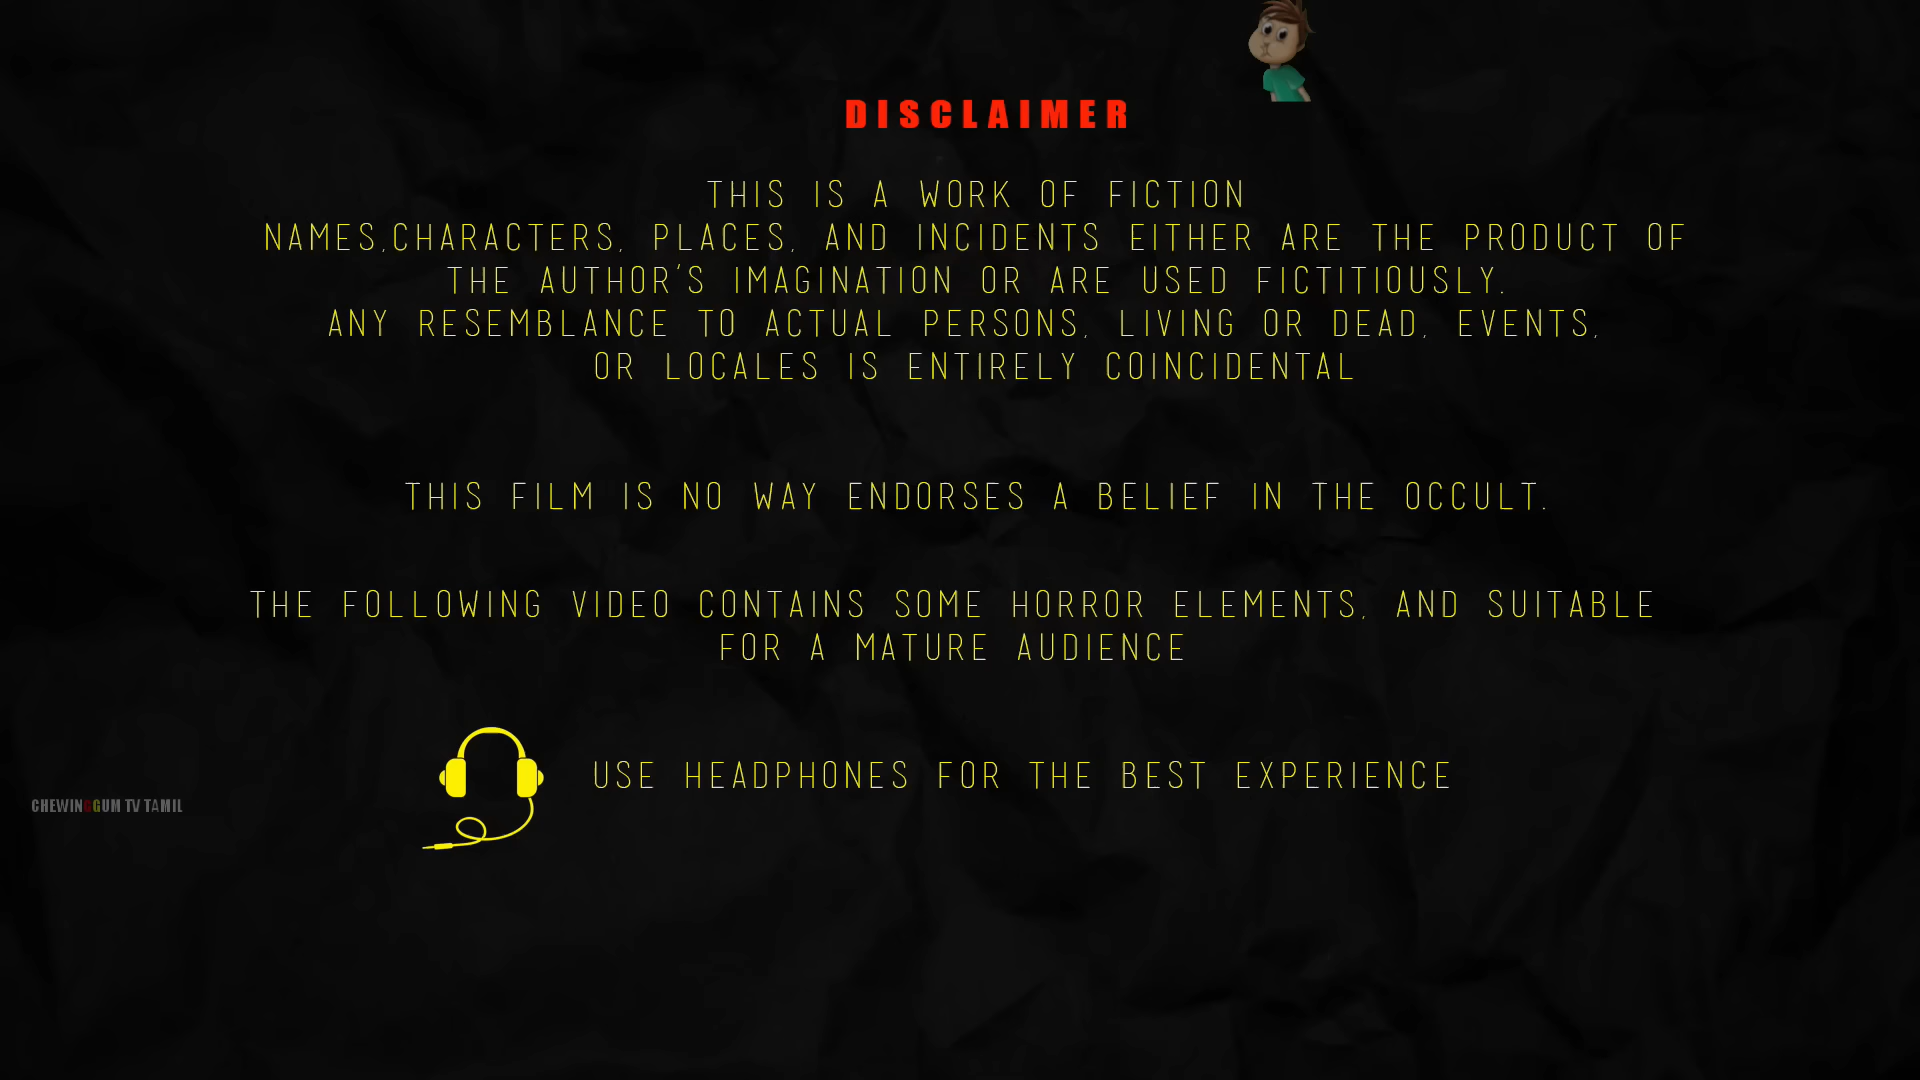 DISCLAIMER
THIS IS A WORK OF FICTION
NAMES,CHARACTERS, PLACES, AND INCIDENTS EITHER ARE THE PRODUCT OF
THE AUTHOR'S IMAGINATION OR ARE USED FICTITIOUSLY.
ANY RESEMBLANCE TO ACTUAL PERSONS, LIVING OR DEAD, EVENTS,
OR LOCALES IS ENTIRELY COINCIDENTAL
THIS FILM IS NO WAY ENDORSES A BELIEF IN THE OCCULT.
THE FOLLOWING VIDEO CONTAINS SOME HORROR ELEMENTS, AND SUITABLE
FOR A MATURE AUDIENCE
USE HEADPHONES FOR THE BEST EXPERIENCE
CHEWINGGUM TV TAMIL